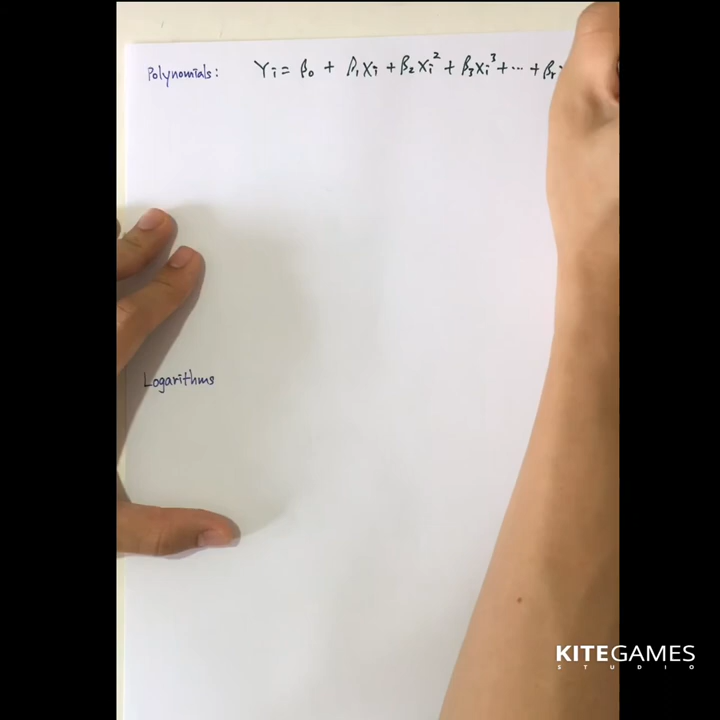 Polynomials: Yi = β0 + β1Xi + β2Xi² + β3Xi³ + ... + βr
Logarithms
KITEGAMES
STUDIO